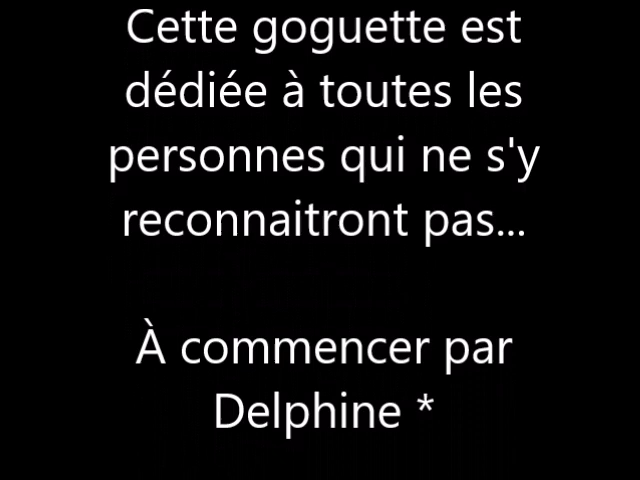 Cette goguette est
dédiée à toutes les
personnes qui ne s'y
reconnaitront pas...
À commencer par
Delphine *